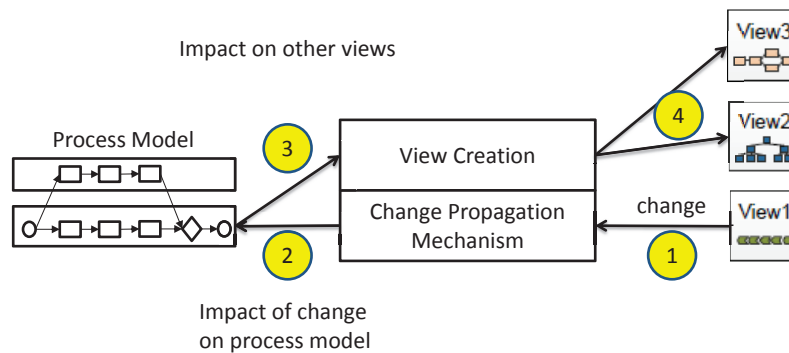 View3
Impact on other views
4
View2
Process Model
3
View Creation
change
View1
Change Propagation
Mechanism
2
1
Impact of change
on process model